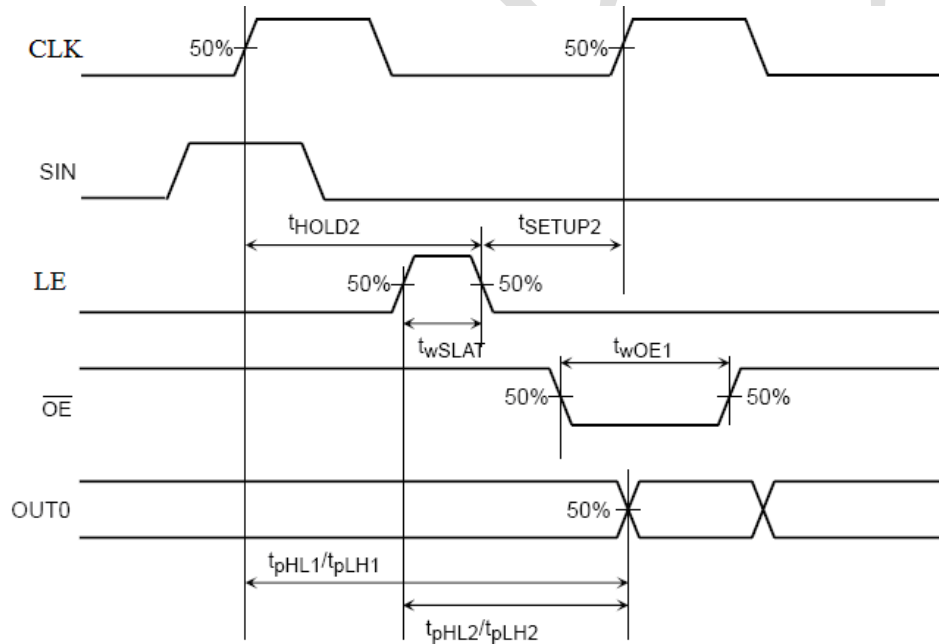 CLK 50% 50%
SIN
tHOLD2 tSETUP2
LE 50% 50%
twSLAT twOE1
OE 50% 50%
OUT0 50%
tpHL1/tpLH1
tpHL2/tpLH2